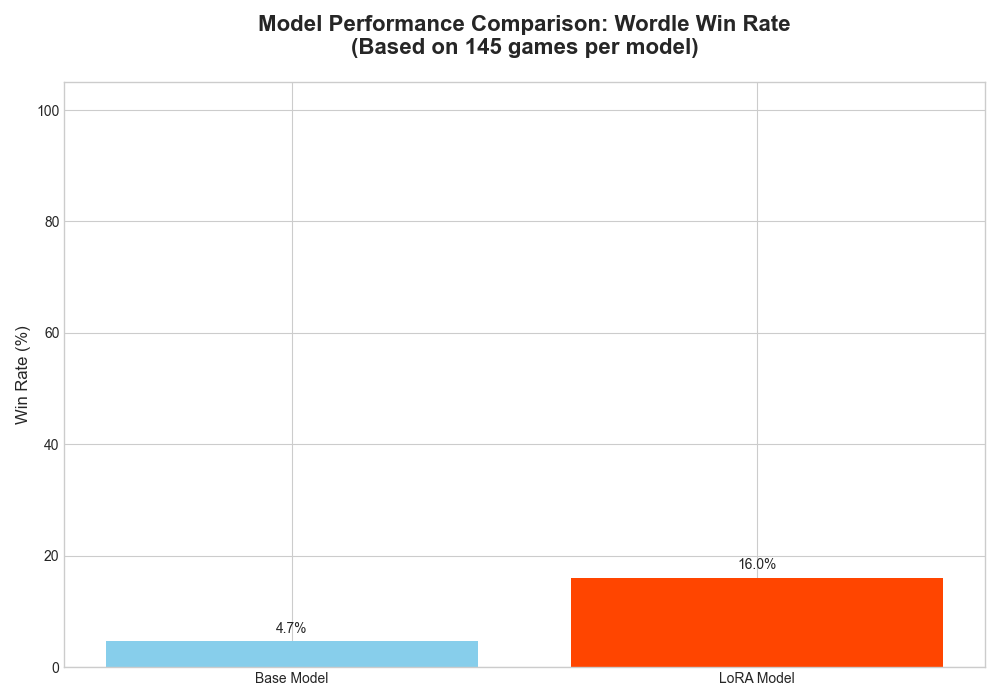 Model Performance Comparison: Wordle Win Rate
(Based on 145 games per model)
Win Rate (%)
100
80
60
40
20
0
4.7%
16.0%
Base Model
LoRA Model